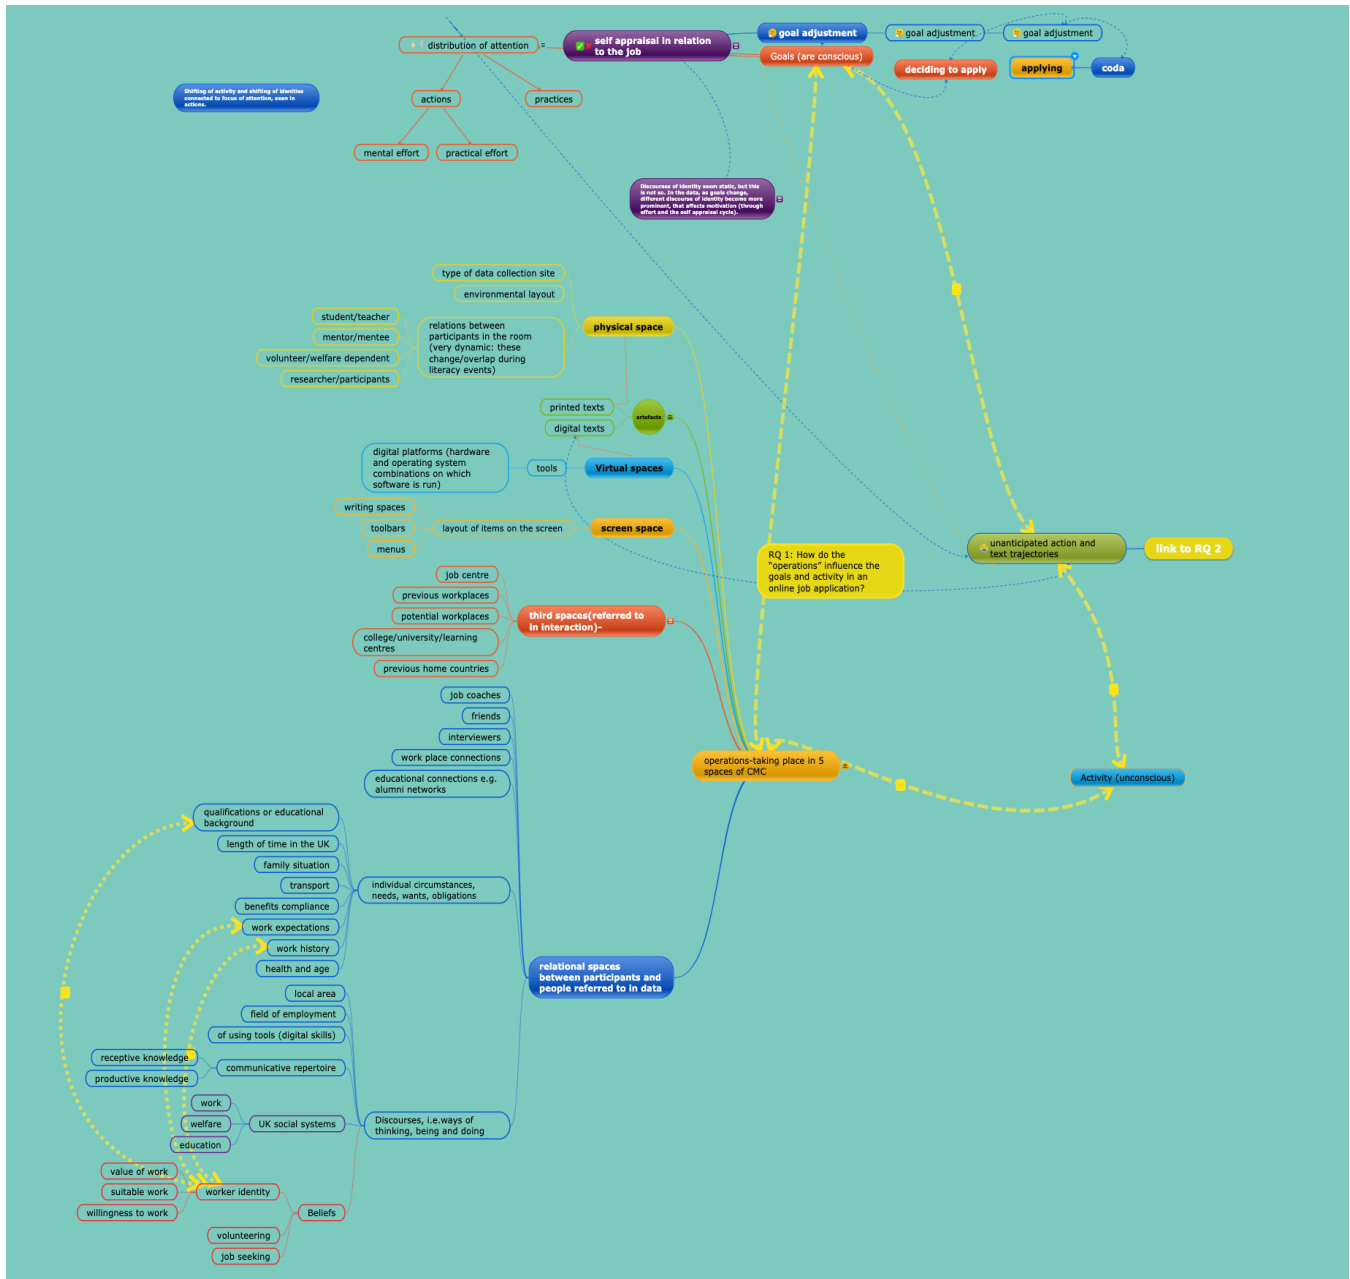 distribution of attention
self appraisal in relation
to the job
goal adjustment
goal adjustment.
goal adjustment
Goals (are conscious)
deciding to apply
applying
coda
Shifting of activity and shifting of idenities
connected to focus of attention, seen in
actions.
actions
practices
mental effort
practical effort
Discourses of identity seem static, but this
is not so. In the data, as goals change,
different discourse of identity become more
prominent, that affects motivation (through
effort and the self appraisal cycle).
type of data collection site
environmental layout
physical space
student/teacher
mentor/mentee
volunteer/welfare dependent
researcher/participants
relations between
participants in the room
(very dynamic: these
change/overlap during
literacy events)
printed texts
digital texts
artefacts
digital platforms (hardware
and operating system
combinations on which
software is run)
tools
Virtual spaces
writing spaces
toolbars
menus
layout of items on the screen
screen space
RQ 1: How do the
"operations" influence the
goals and activity in an
online job application?
unanticipated action and
text trajectories
link to RQ 2
job centre
previous workplaces
potential workplaces
college/university/learning
centres
previous home countries
third spaces(referred to
in interaction)-
job coaches
friends
interviewers
work place connections
educational connections e.g.
alumni networks
operations-taking place in 5
spaces of CMC
Activity (unconscious)
qualifications or educational
background
length of time in the UK
family situation
transport
benefits compliance
work expectations
work history
health and age
individual circumstances,
needs, wants, obligations
relational spaces
between participants and
people referred to in data
local area
field of employment
of using tools (digital skills)
receptive knowledge
productive knowledge
communicative repertoire
work
welfare
education
UK social systems
Discourses, i.e.ways of
thinking, being and doing
value of work
suitable work
willingness to work
worker identity
Beliefs
volunteering
job seeking